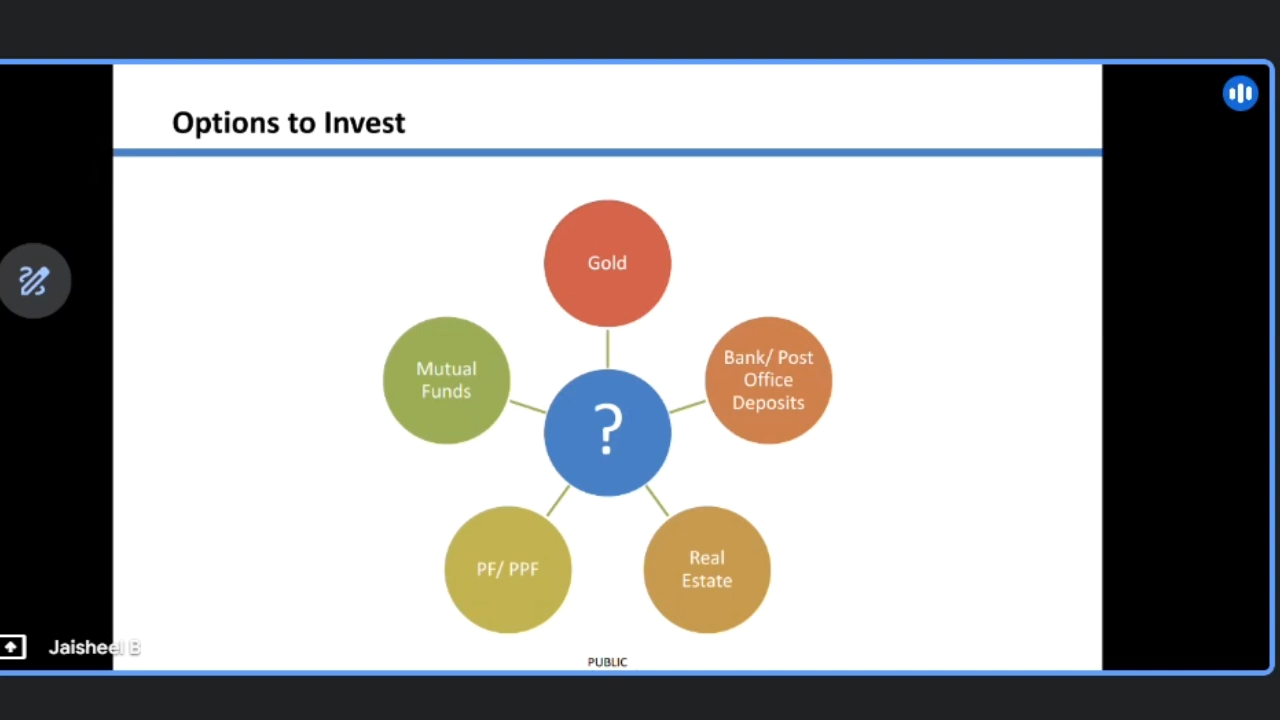 Options to Invest
Gold
Mutual
Funds
Bank/ Post
Office
Deposits
?
PF/ PPF
Real
Estate
Jaisheel B
PUBLIC